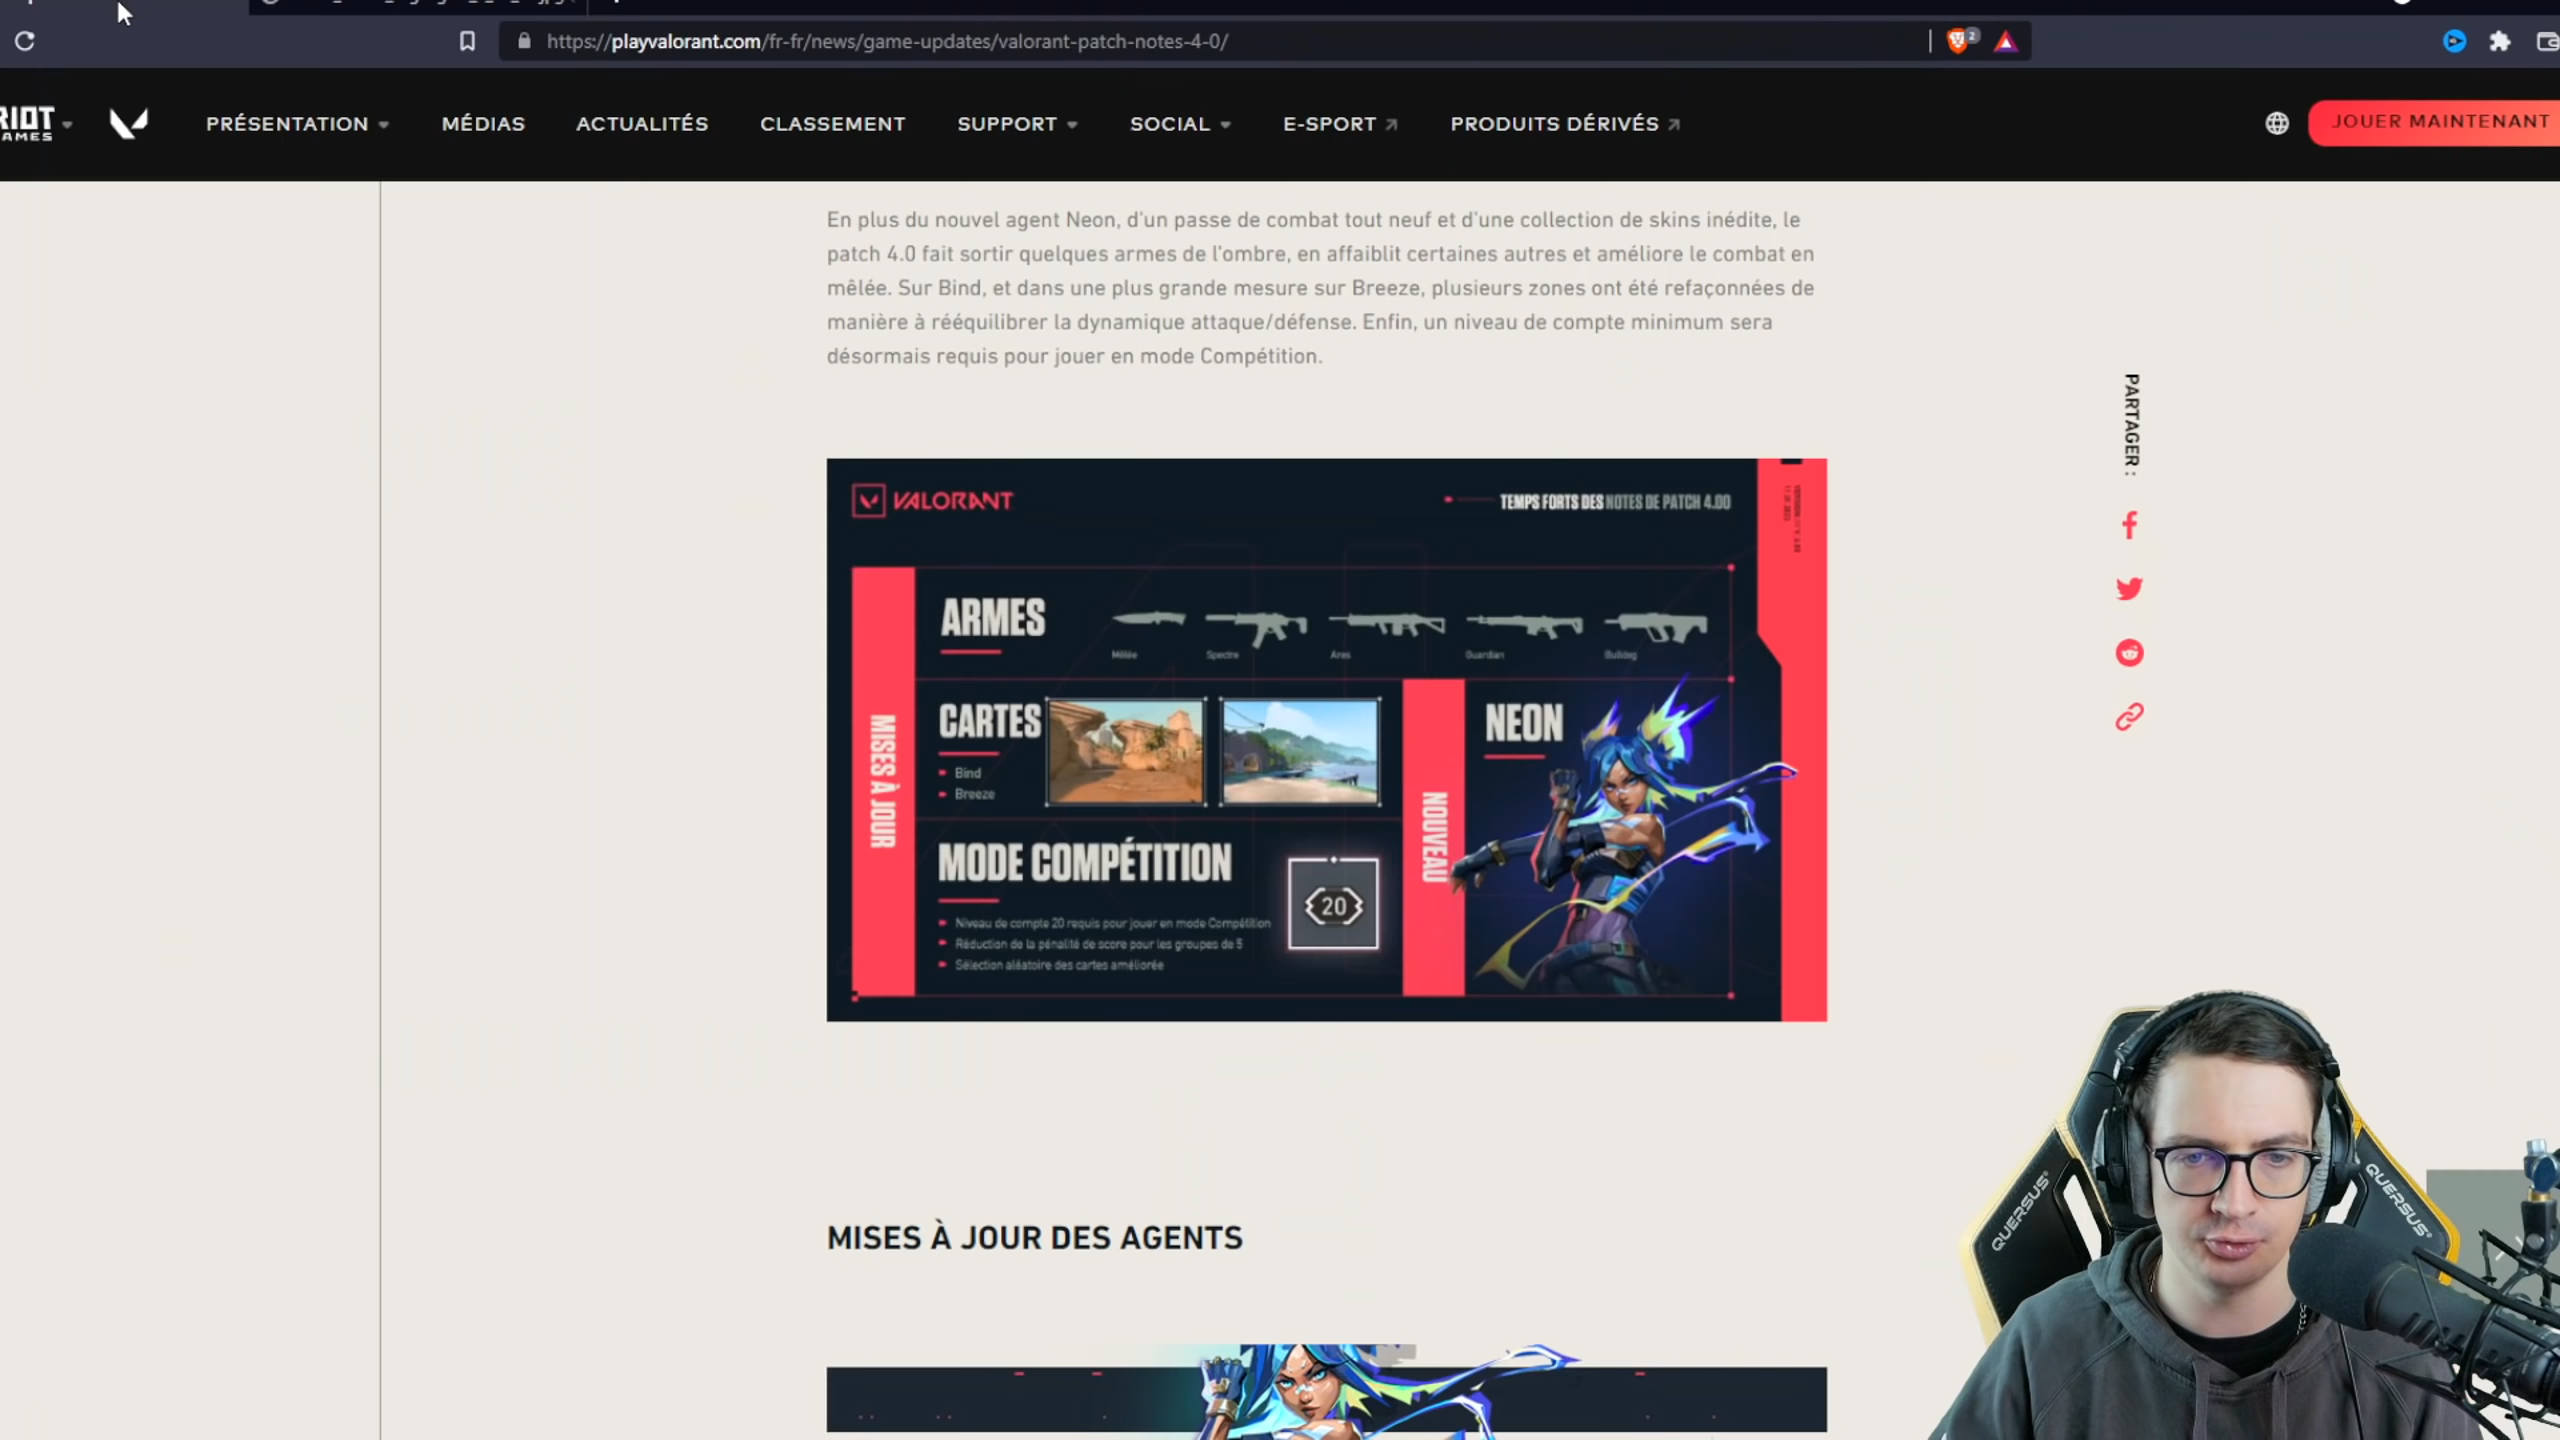 https://playvalorant.com/fr-fr/news/game-updates/valorant-patch-notes-4-0/
2
RIOT
GAMES
PRÉSENTATION
MÉDIAS
ACTUALITÉS
CLASSEMENT
SUPPORT
SOCIAL
E-SPORT
PRODUITS DÉRIVÉS
JOUER MAINTENANT
En plus du nouvel agent Neon, d'un passe de combat tout neuf et d'une collection de skins inédite, le
patch 4.0 fait sortir quelques armes de l'ombre, en affaiblit certaines autres et améliore le combat en
mêlée. Sur Bind, et dans une plus grande mesure sur Breeze, plusieurs zones ont été refaçonnées de
manière à rééquilibrer la dynamique attaque/défense. Enfin, un niveau de compte minimum sera
désormais requis pour jouer en mode Compétition.
PARTAGER :
VALORANT
TEMPS FORTS DES NOTES DE PATCH 4.00
MISES À JOUR
ARMES
Mêlée
Spectre
Ares
Guardian
Bulldog
CARTES
Bind
Breeze
MODE COMPÉTITION
Niveau de compte 20 requis pour jouer en mode Compétition
Réduction de la pénalité de score pour les groupes de 5
Sélection aléatoire des cartes améliorée
20
NOUVEAU
NEON
MISES À JOUR DES AGENTS
QUERSUS
QUERSUS